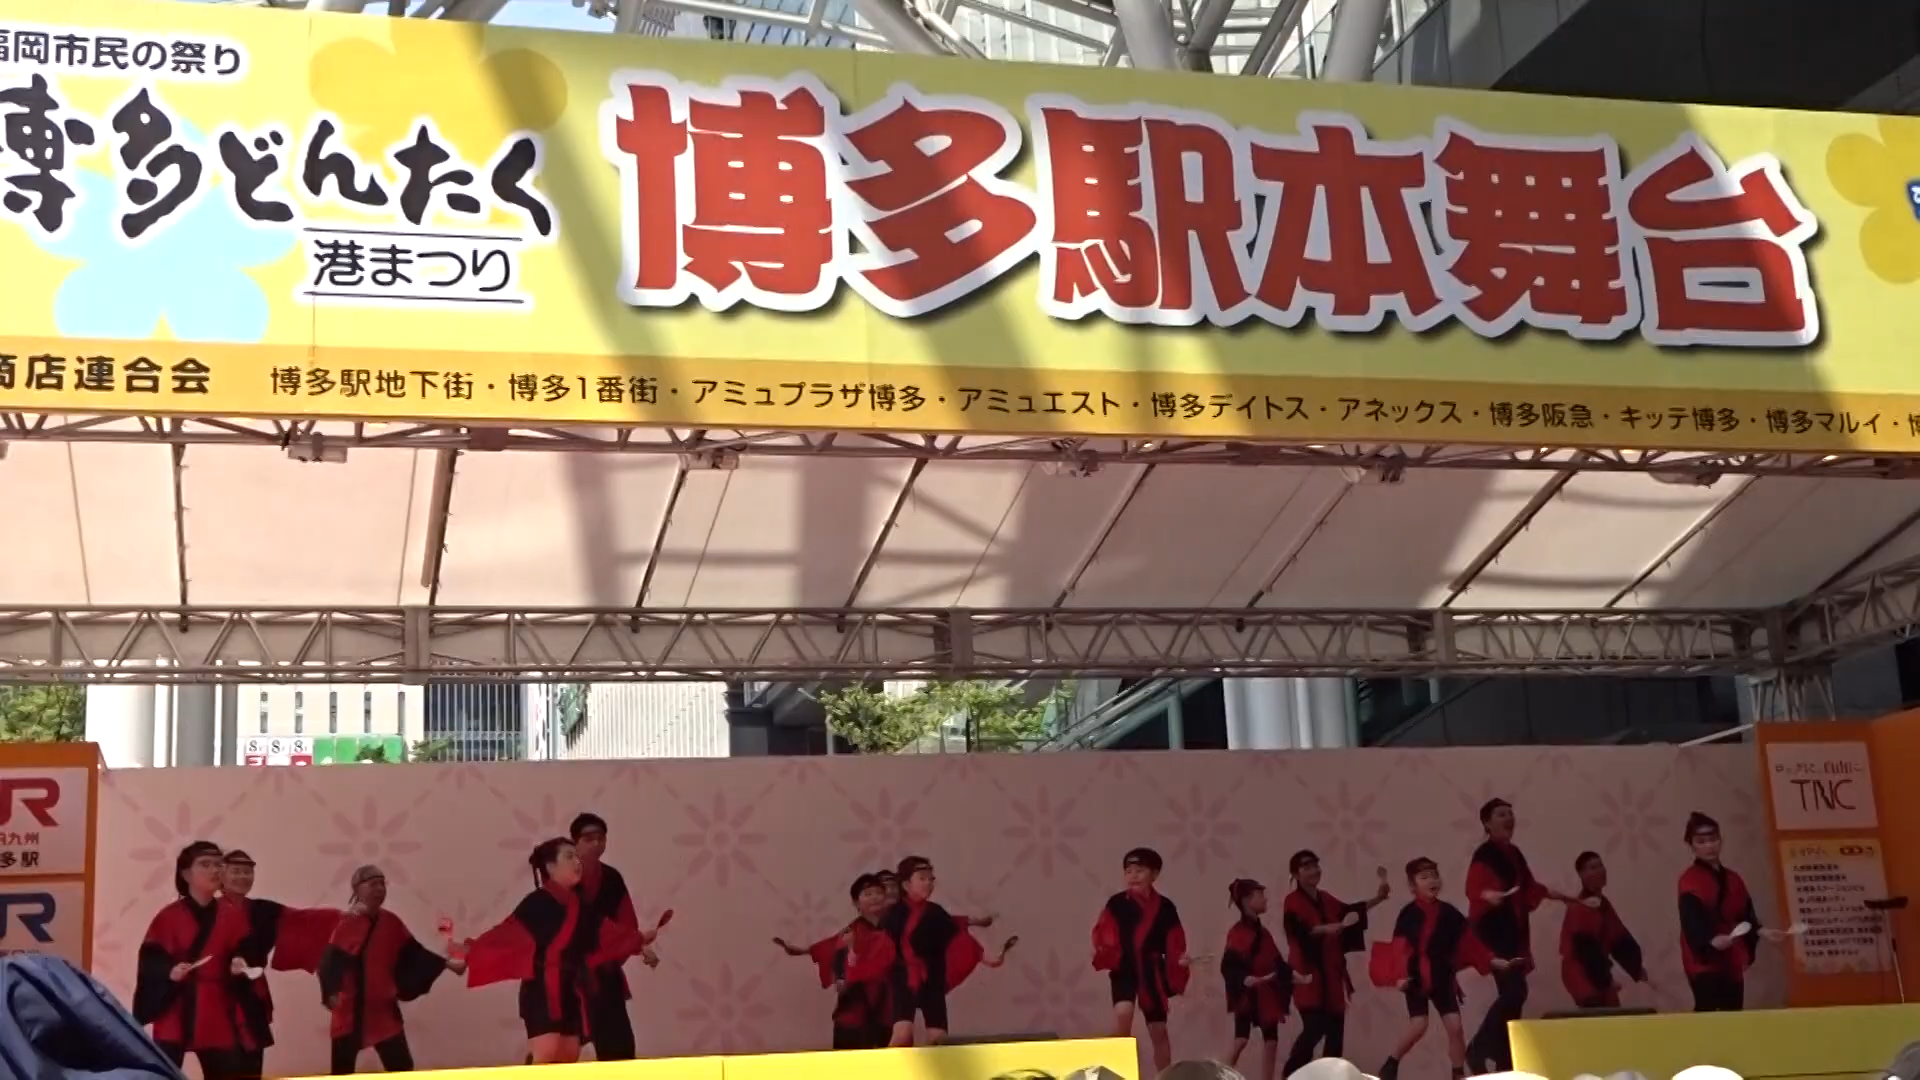 福岡市民の祭り
博多どんたく
港まつり
博多駅本舞台
商店連合会
博多駅地下街・博多1番街・アミュプラザ博多・アミュエスト・博多デイトス・アネックス・博多阪急・キッテ博多・博多マルイ・博
8 8 8
JR
JR九州
多駅
JR
TNC